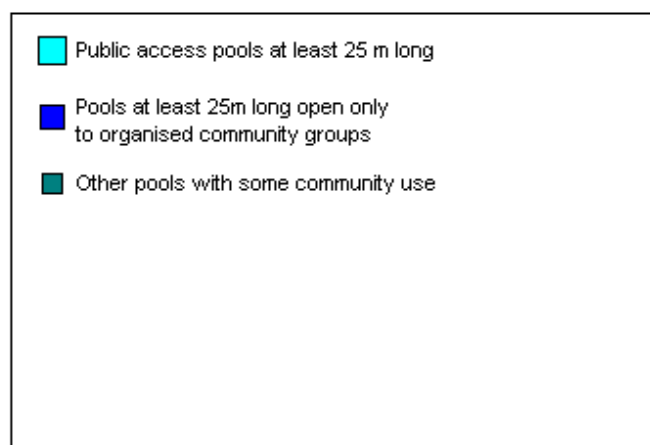 Public access pools at least 25 m long
Pools at least 25m long open only
to organised community groups
Other pools with some community use